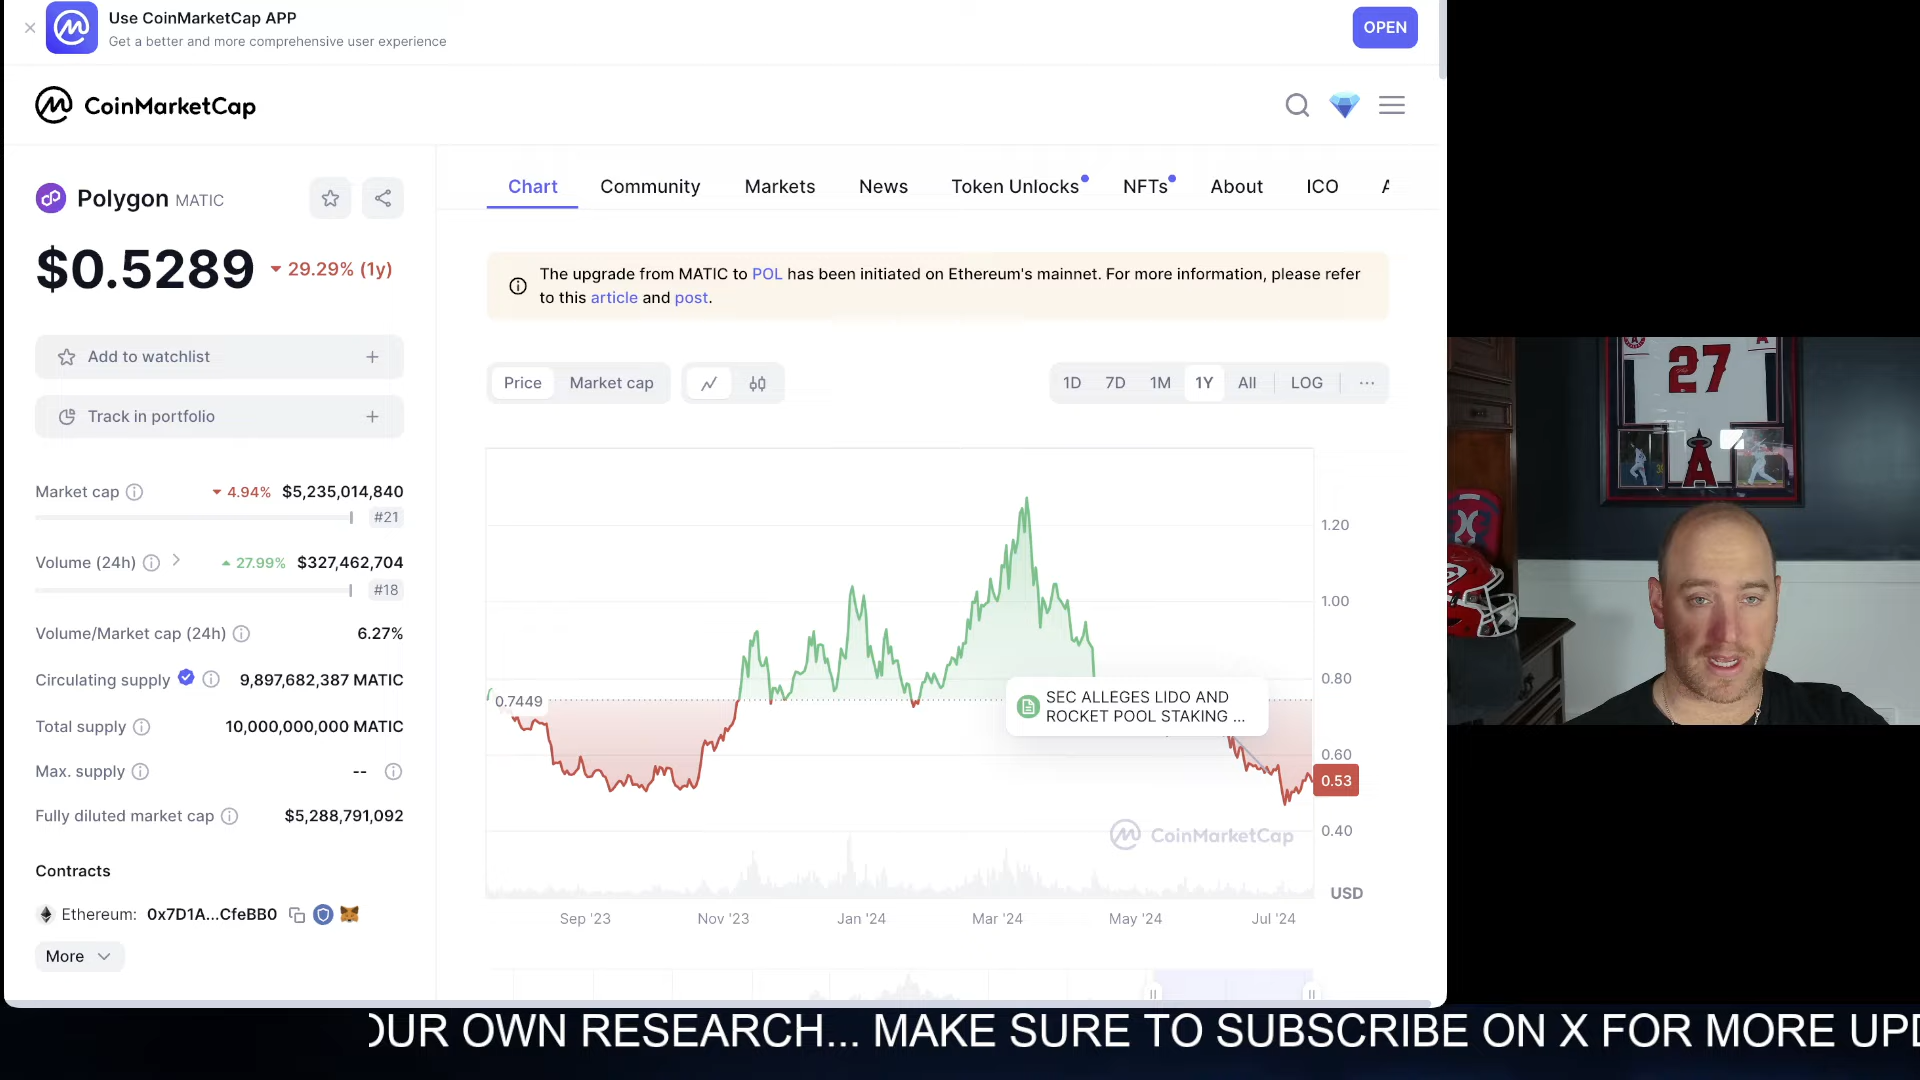 Use CoinMarketCap APP
Get a better and more comprehensive user experience
OPEN
CoinMarketCap
Polygon MATIC
$0.5289 29.29% (1y)
Add to watchlist
Track in portfolio
Market cap 4.94% $5,235,014,840
#21
Volume (24h) 27.99% $327,462,704
#18
Volume/Market cap (24h) 6.27%
Circulating supply 9,897,682,387 MATIC
Total supply 10,000,000,000 MATIC
Max. supply --
Fully diluted market cap $5,288,791,092
Contracts
Ethereum: 0x7D1A...CfeBB0
More
Chart Community Markets News Token Unlocks NFTs About ICO
The upgrade from MATIC to POL has been initiated on Ethereum's mainnet. For more information, please refer
to this article and post.
Price Market cap
1D 7D 1M 1Y All LOG ...
1.20
1.00
0.80
0.7449
SEC ALLEGES LIDO AND
ROCKET POOL STAKING ...
0.60
0.53
0.40
CoinMarketCap
USD
Sep '23 Nov '23 Jan '24 Mar '24 May '24 Jul '24
27
A
OUR OWN RESEARCH... MAKE SURE TO SUBSCRIBE ON X FOR MORE UPD